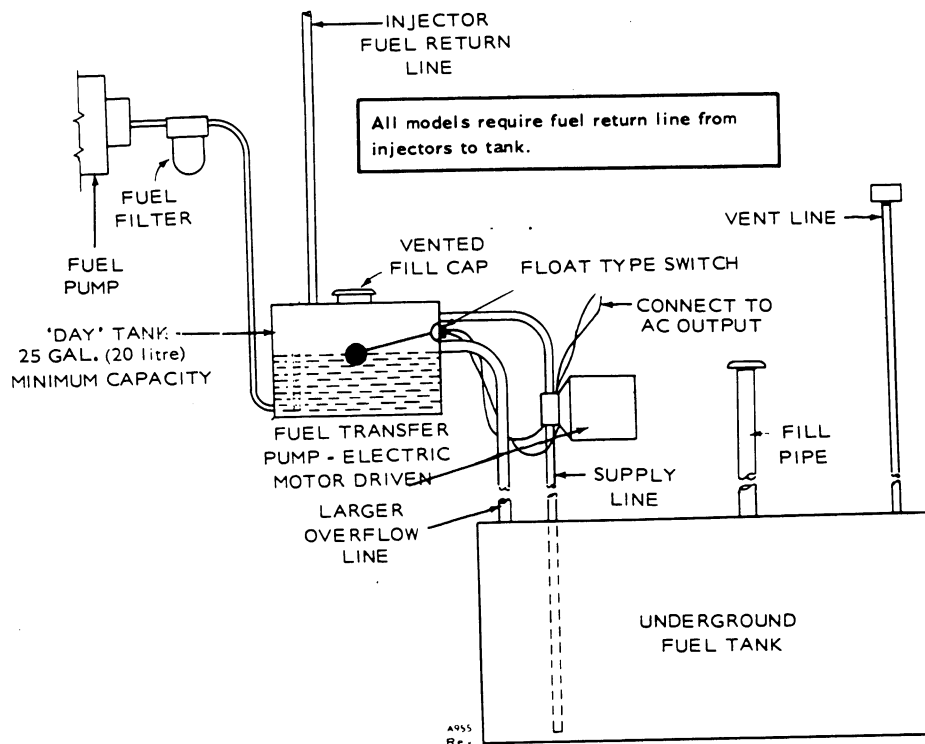 INJECTOR
FUEL RETURN
LINE
All models require fuel return line from
injectors to tank.
FUEL
FILTER
FUEL
PUMP
VENTED
FILL CAP
FLOAT TYPE SWITCH
VENT LINE
CONNECT TO
AC OUTPUT
'DAY' TANK
25 GAL. (20 litre)
MINIMUM CAPACITY
FUEL TRANSFER
PUMP - ELECTRIC
MOTOR DRIVEN
FILL
PIPE
SUPPLY
LINE
LARGER
OVERFLOW
LINE
UNDERGROUND
FUEL TANK
A955
Re.